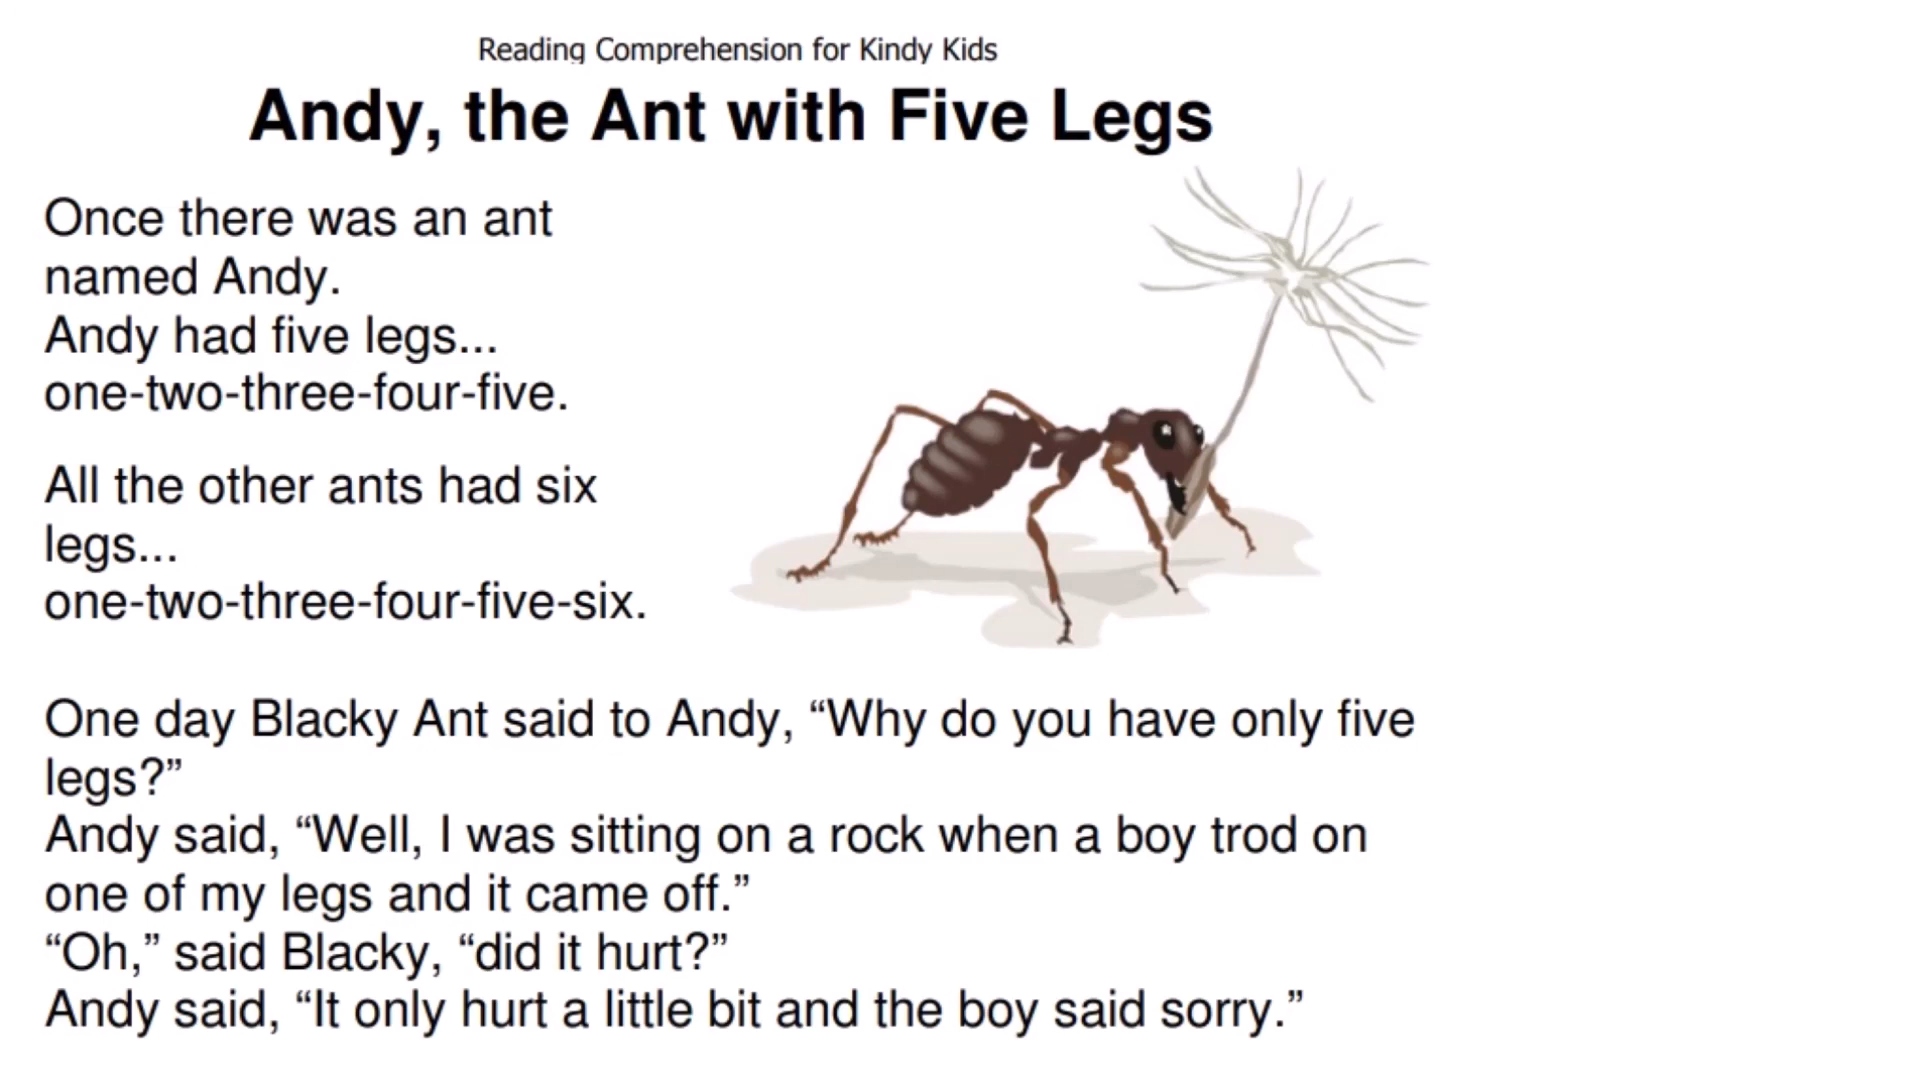 Reading Comprehension for Kindy Kids
Andy, the Ant with Five Legs
Once there was an ant
named Andy.
Andy had five legs...
one-two-three-four-five.
All the other ants had six
legs...
one-two-three-four-five-six.
One day Blacky Ant said to Andy, “Why do you have only five
legs?”
Andy said, “Well, I was sitting on a rock when a boy trod on
one of my legs and it came off.”
“Oh,” said Blacky, “did it hurt?”
Andy said, “It only hurt a little bit and the boy said sorry.”